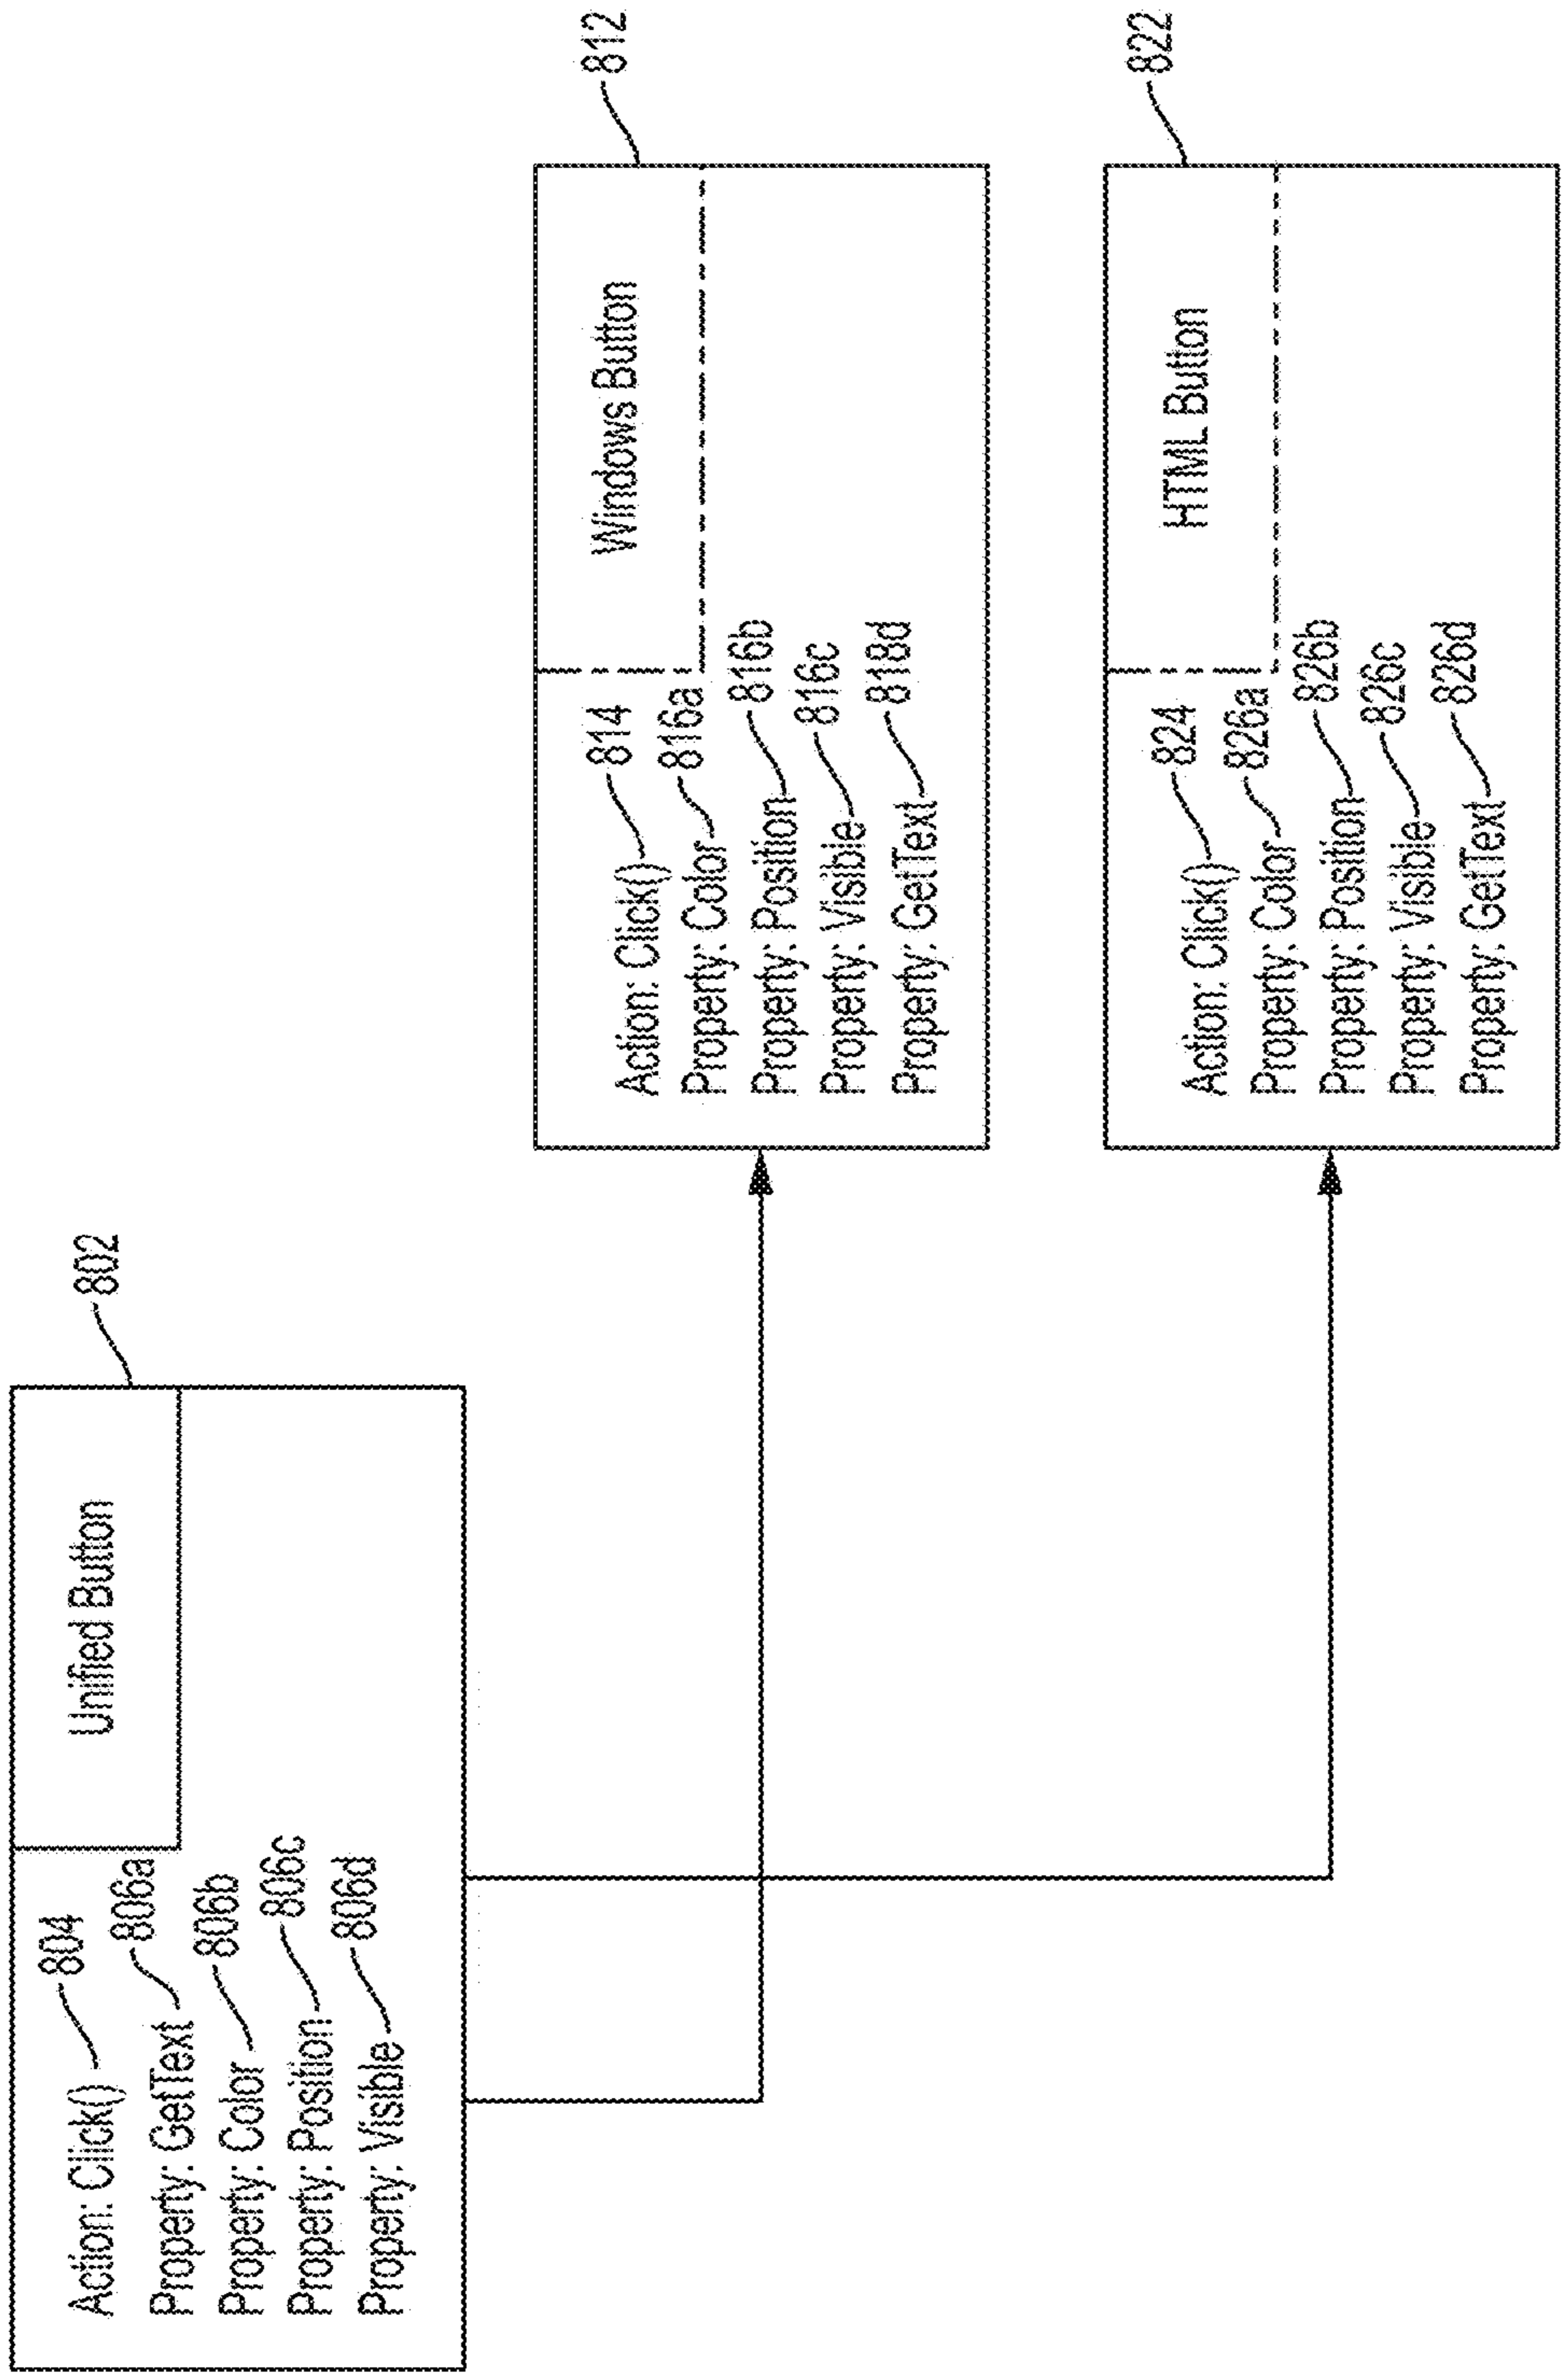 802
Unified Button
Action: Click() 804
Property: GetText 806a
Property: Color 806b
Property: Position 806c
Property: Visible 806d
812
Windows Button
Action: Click() 814
Property: Color 816a
Property: Position 816b
Property: Visible 816c
Property: GetText 818d
822
HTML Button
Action: Click() 824
Property: Color 826a
Property: Position 826b
Property: Visible 826c
Property: GetText 826d